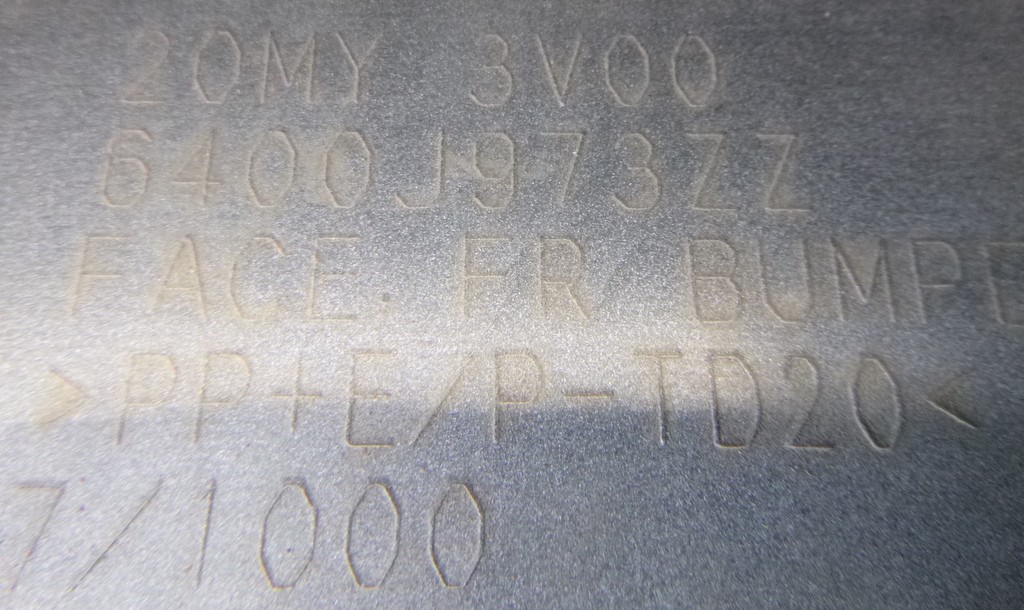 20MY 3V00
6400J973ZZ
FACE. FR BUMPE
>PP+E/P-TD20<
7/1000